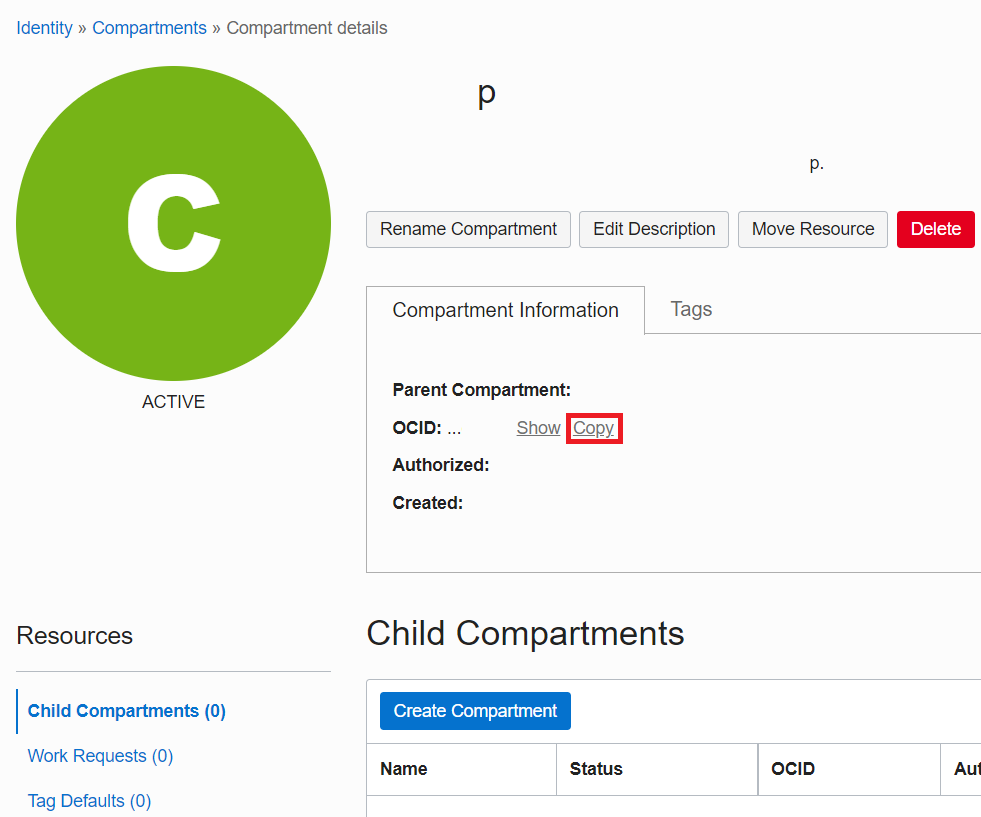 Identity » Compartments » Compartment details
C
ACTIVE
p
p.
Rename Compartment Edit Description Move Resource Delete
Compartment Information Tags
Parent Compartment:
OCID: ... Show Copy
Authorized:
Created:
Resources
Child Compartments (0)
Work Requests (0)
Tag Defaults (0)
Child Compartments
Create Compartment
Name Status OCID Aut